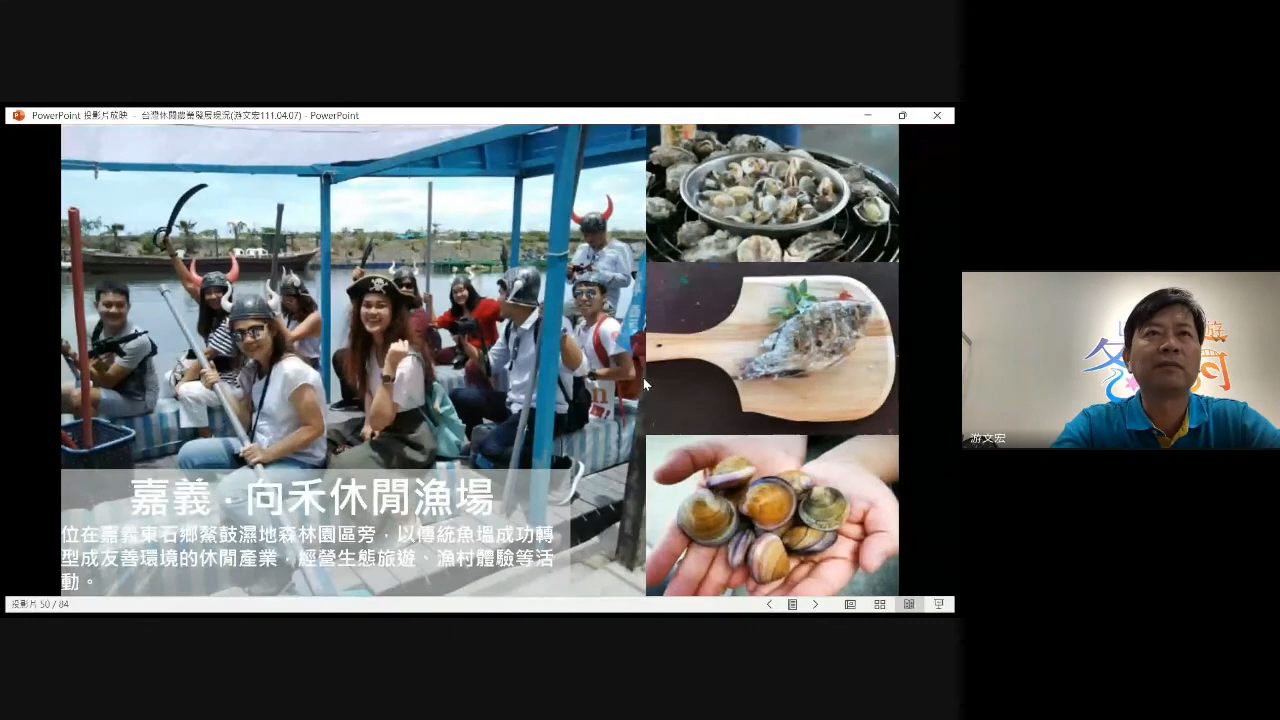 PowerPoint 投影片放映 - 台灣休閒農業發展現況(游文宏111.04.07) - PowerPoint
嘉義．向禾休閒漁場
位在嘉義東石鄉鰲鼓濕地森林園區旁，以傳統魚塭成功轉
型成友善環境的休閒產業，經營生態旅遊、漁村體驗等活
動。
游文宏
投影片 50 / 84